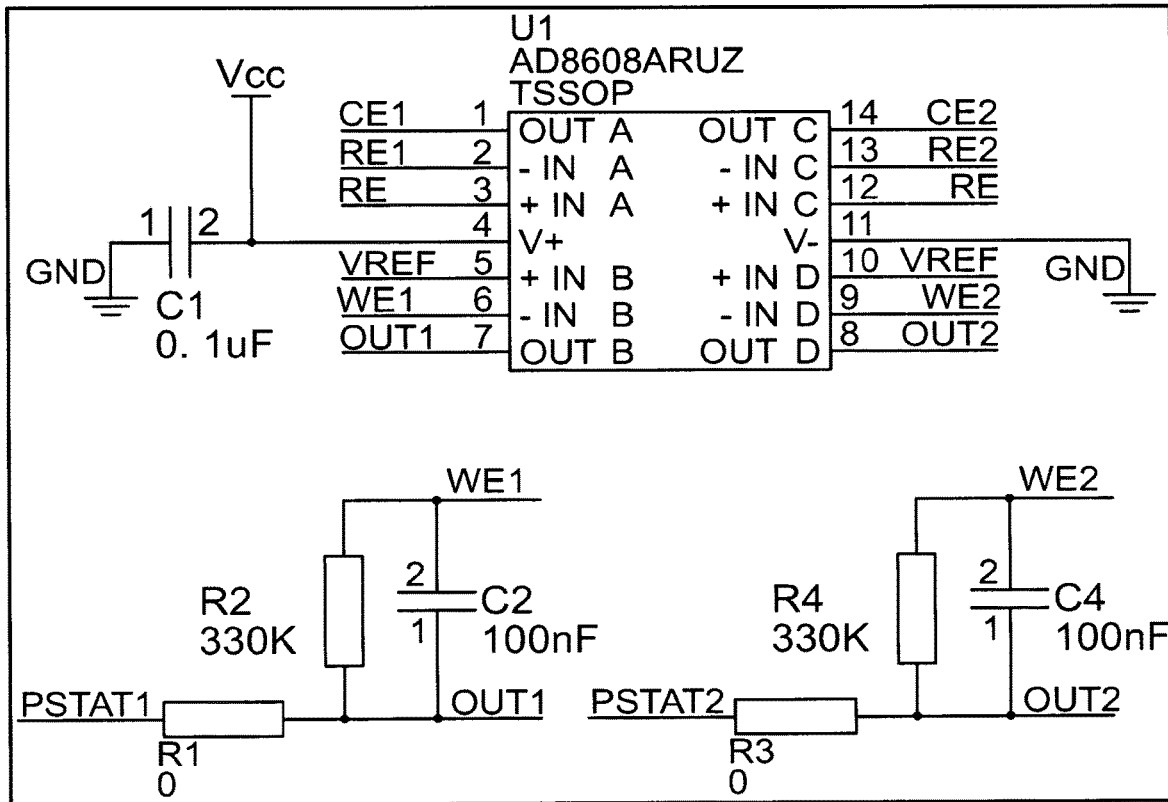 U1
AD8608ARUZ
TSSOP
Vcc
CE1 1 OUT A OUT C 14 CE2
RE1 2 - IN A - IN C 13 RE2
RE 3 + IN A + IN C 12 RE
1 2 4 V+ V- 11
GND VREF 5 + IN B + IN D 10 VREF GND
C1 WE1 6 - IN B - IN D 9 WE2
0. 1uF OUT1 7 OUT B OUT D 8 OUT2
WE1 WE2
R2 2 C2 R4 2 C4
330K 1 100nF 330K 1 100nF
PSTAT1 OUT1 PSTAT2 OUT2
R1 R3
0 0